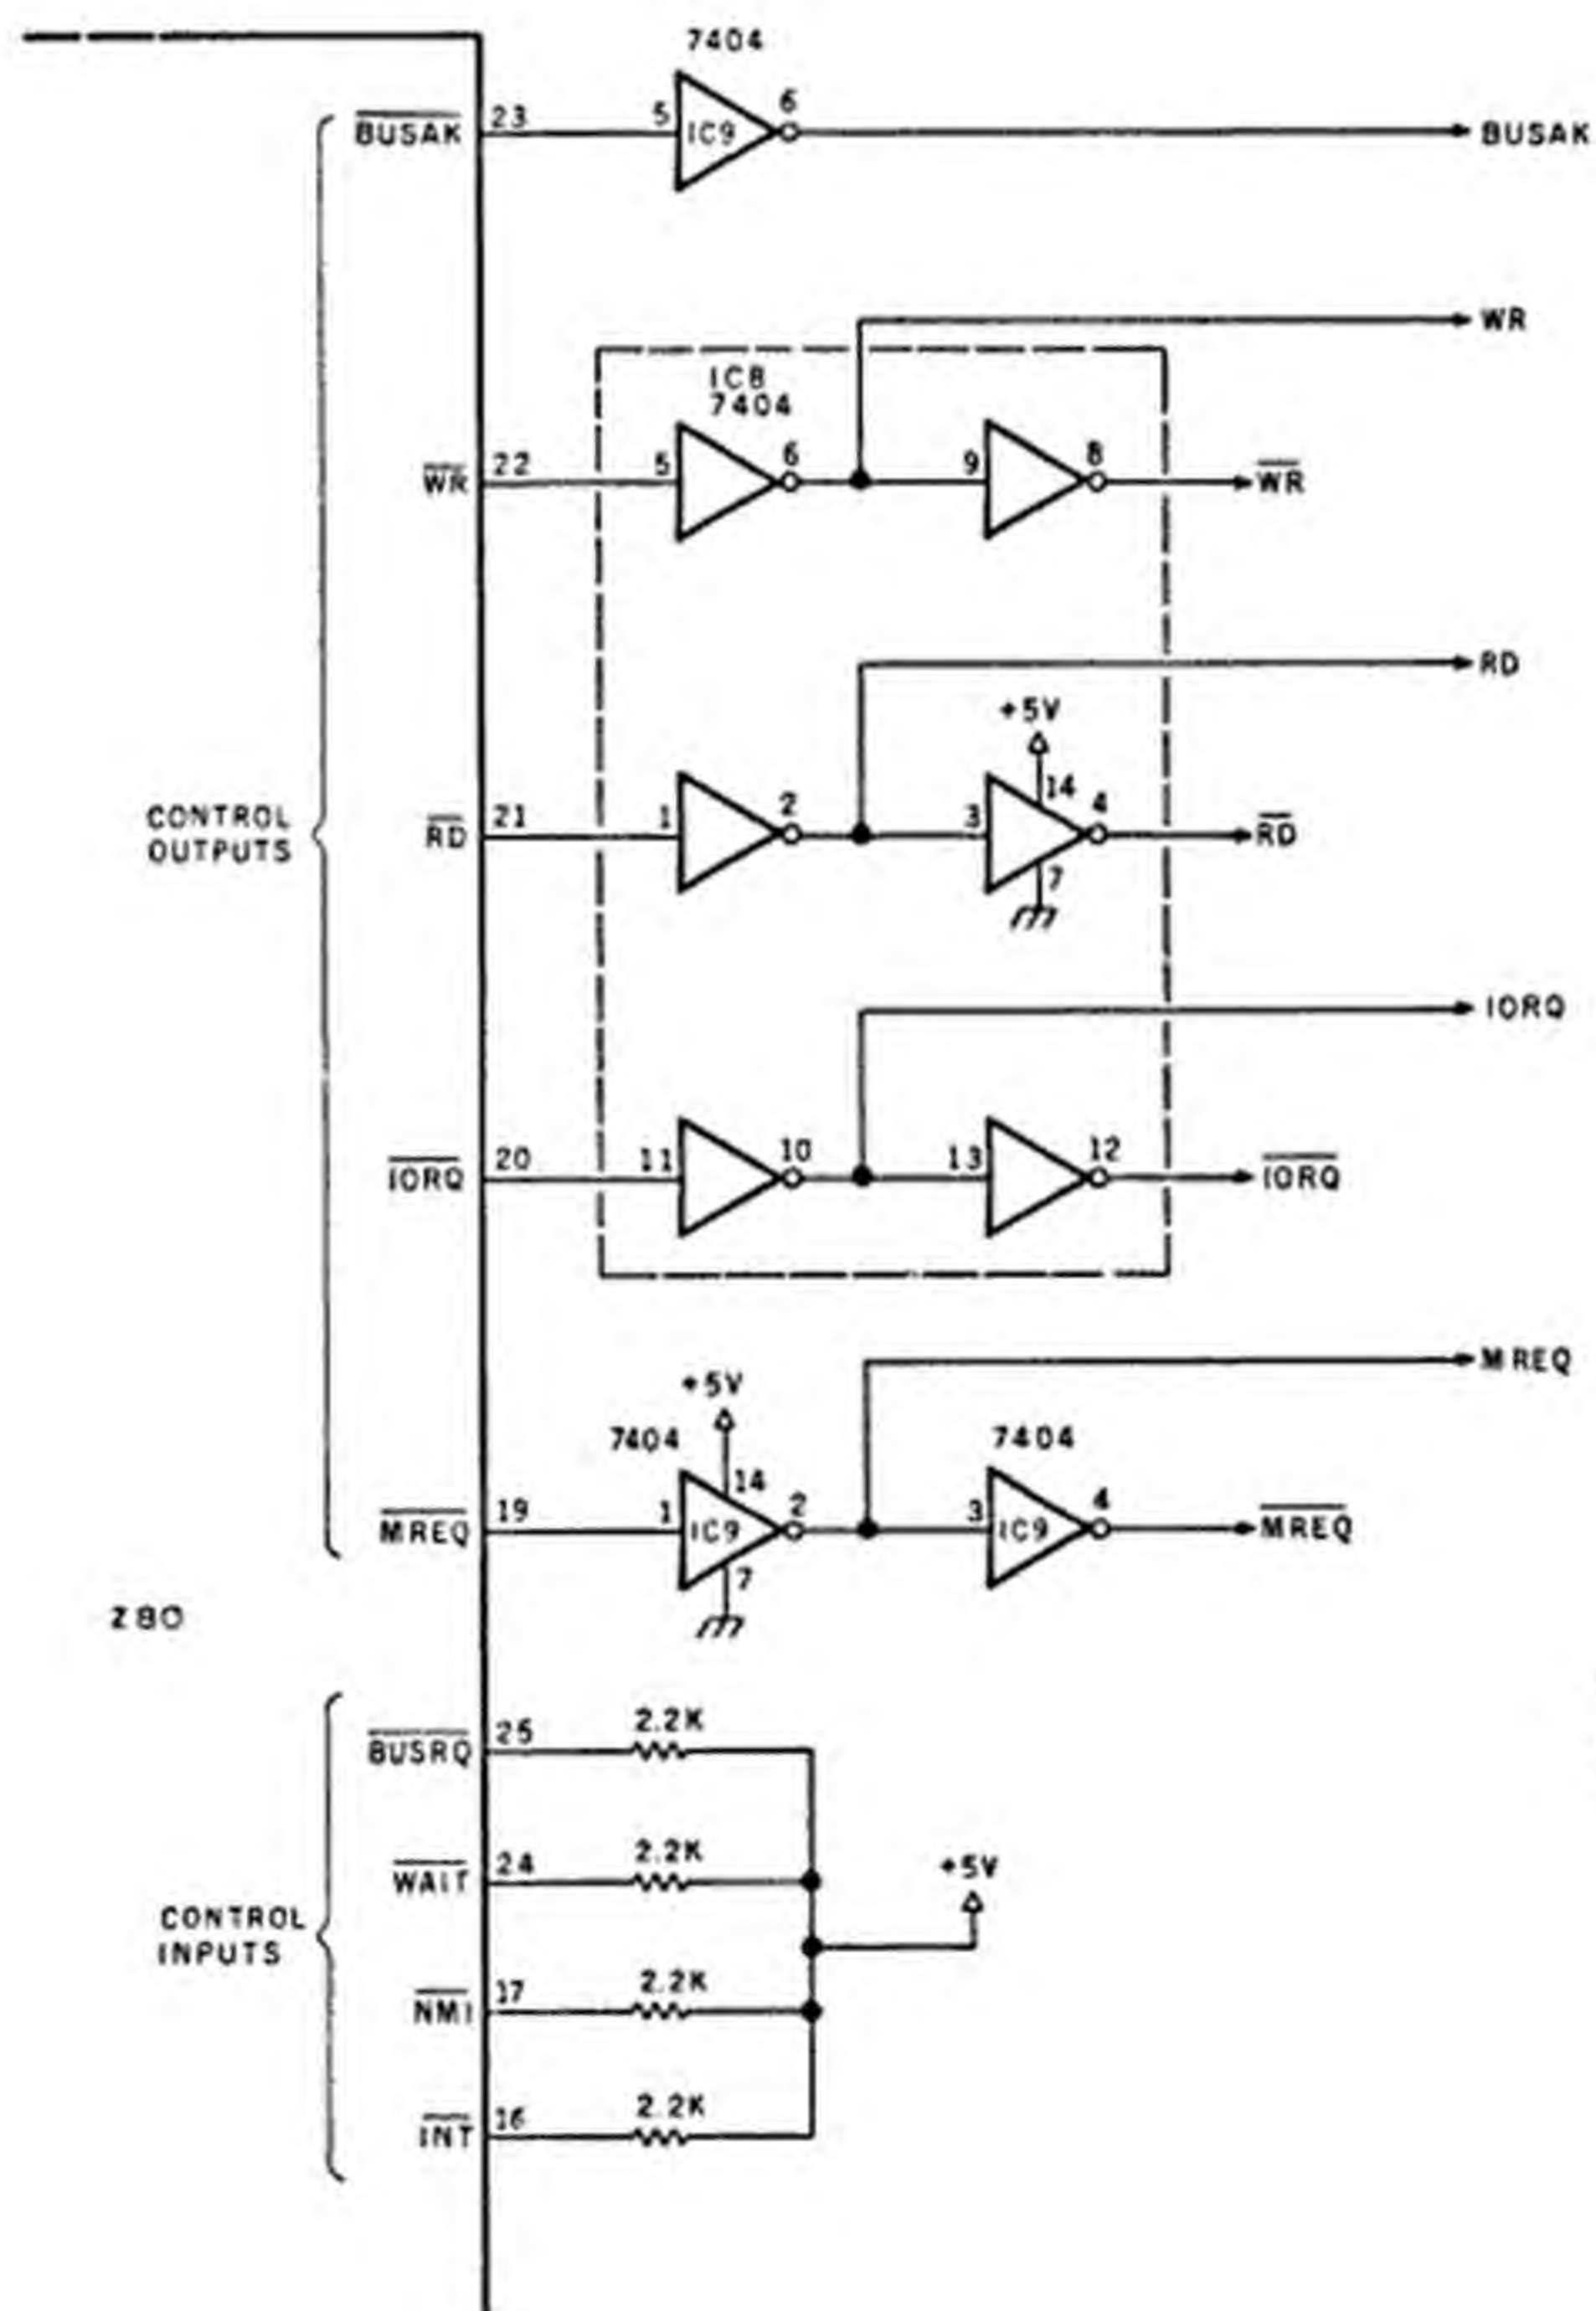 7404
BUSAK 23 5 IC9 6 BUSAK
WR
IC8
7404
WR 22 5 6 9 8 WR
RD
+5V
14
RD 21 1 2 3 4 RD
7
CONTROL
OUTPUTS
IORQ
IORQ 20 11 10 13 12 IORQ
MREQ
+5V
7404 7404
14
MREQ 19 1 IC9 2 3 IC9 4 MREQ
7
Z80
2.2K
BUSRQ 25
2.2K
WAIT 24
+5V
CONTROL
INPUTS
2.2K
NMI 17
2.2K
INT 16